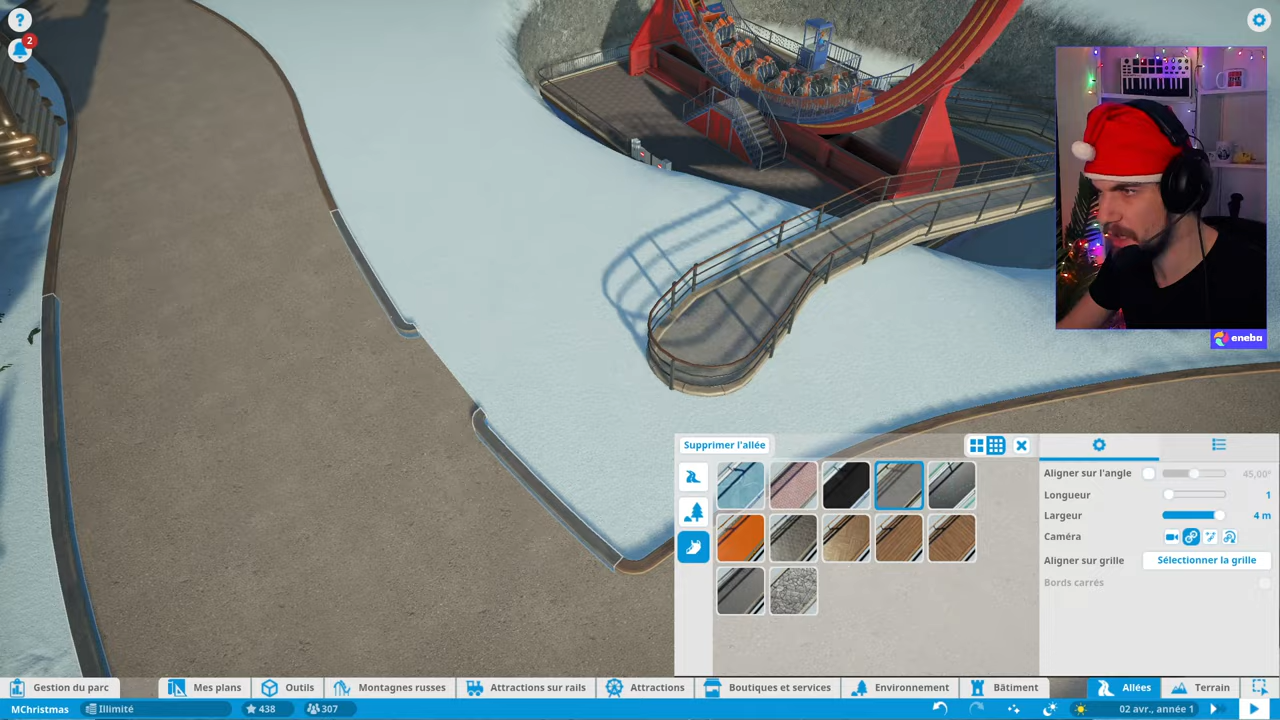 ?
2
eneba
Supprimer l'allée
Aligner sur l'angle
45,00°
Longueur
1
Largeur
4 m
Caméra
Aligner sur grille
Sélectionner la grille
Bords carrés
Gestion du parc
Mes plans
Outils
Montagnes russes
Attractions sur rails
Attractions
Boutiques et services
Environnement
Bâtiment
Allées
Terrain
MChristmas
Illimité
438
307
02 avr., année 1